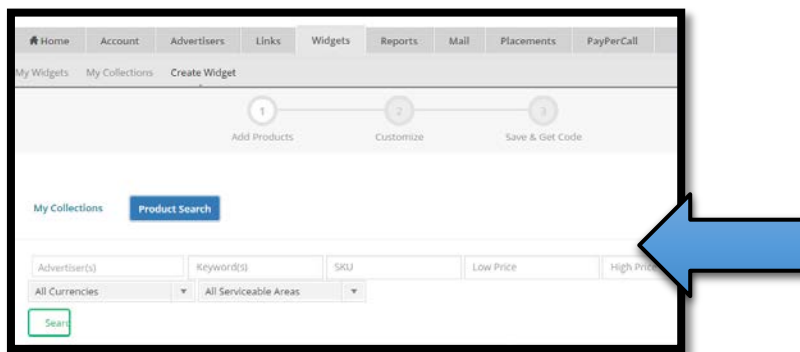 Home Account Advertisers Links Widgets Reports Mail Placements PayPerCall
My Widgets My Collections Create Widget
1 2 3
Add Products Customize Save & Get Code
My Collections Product Search
Advertiser(s) Keyword(s) SKU Low Price High Price
All Currencies All Serviceable Areas
Searc